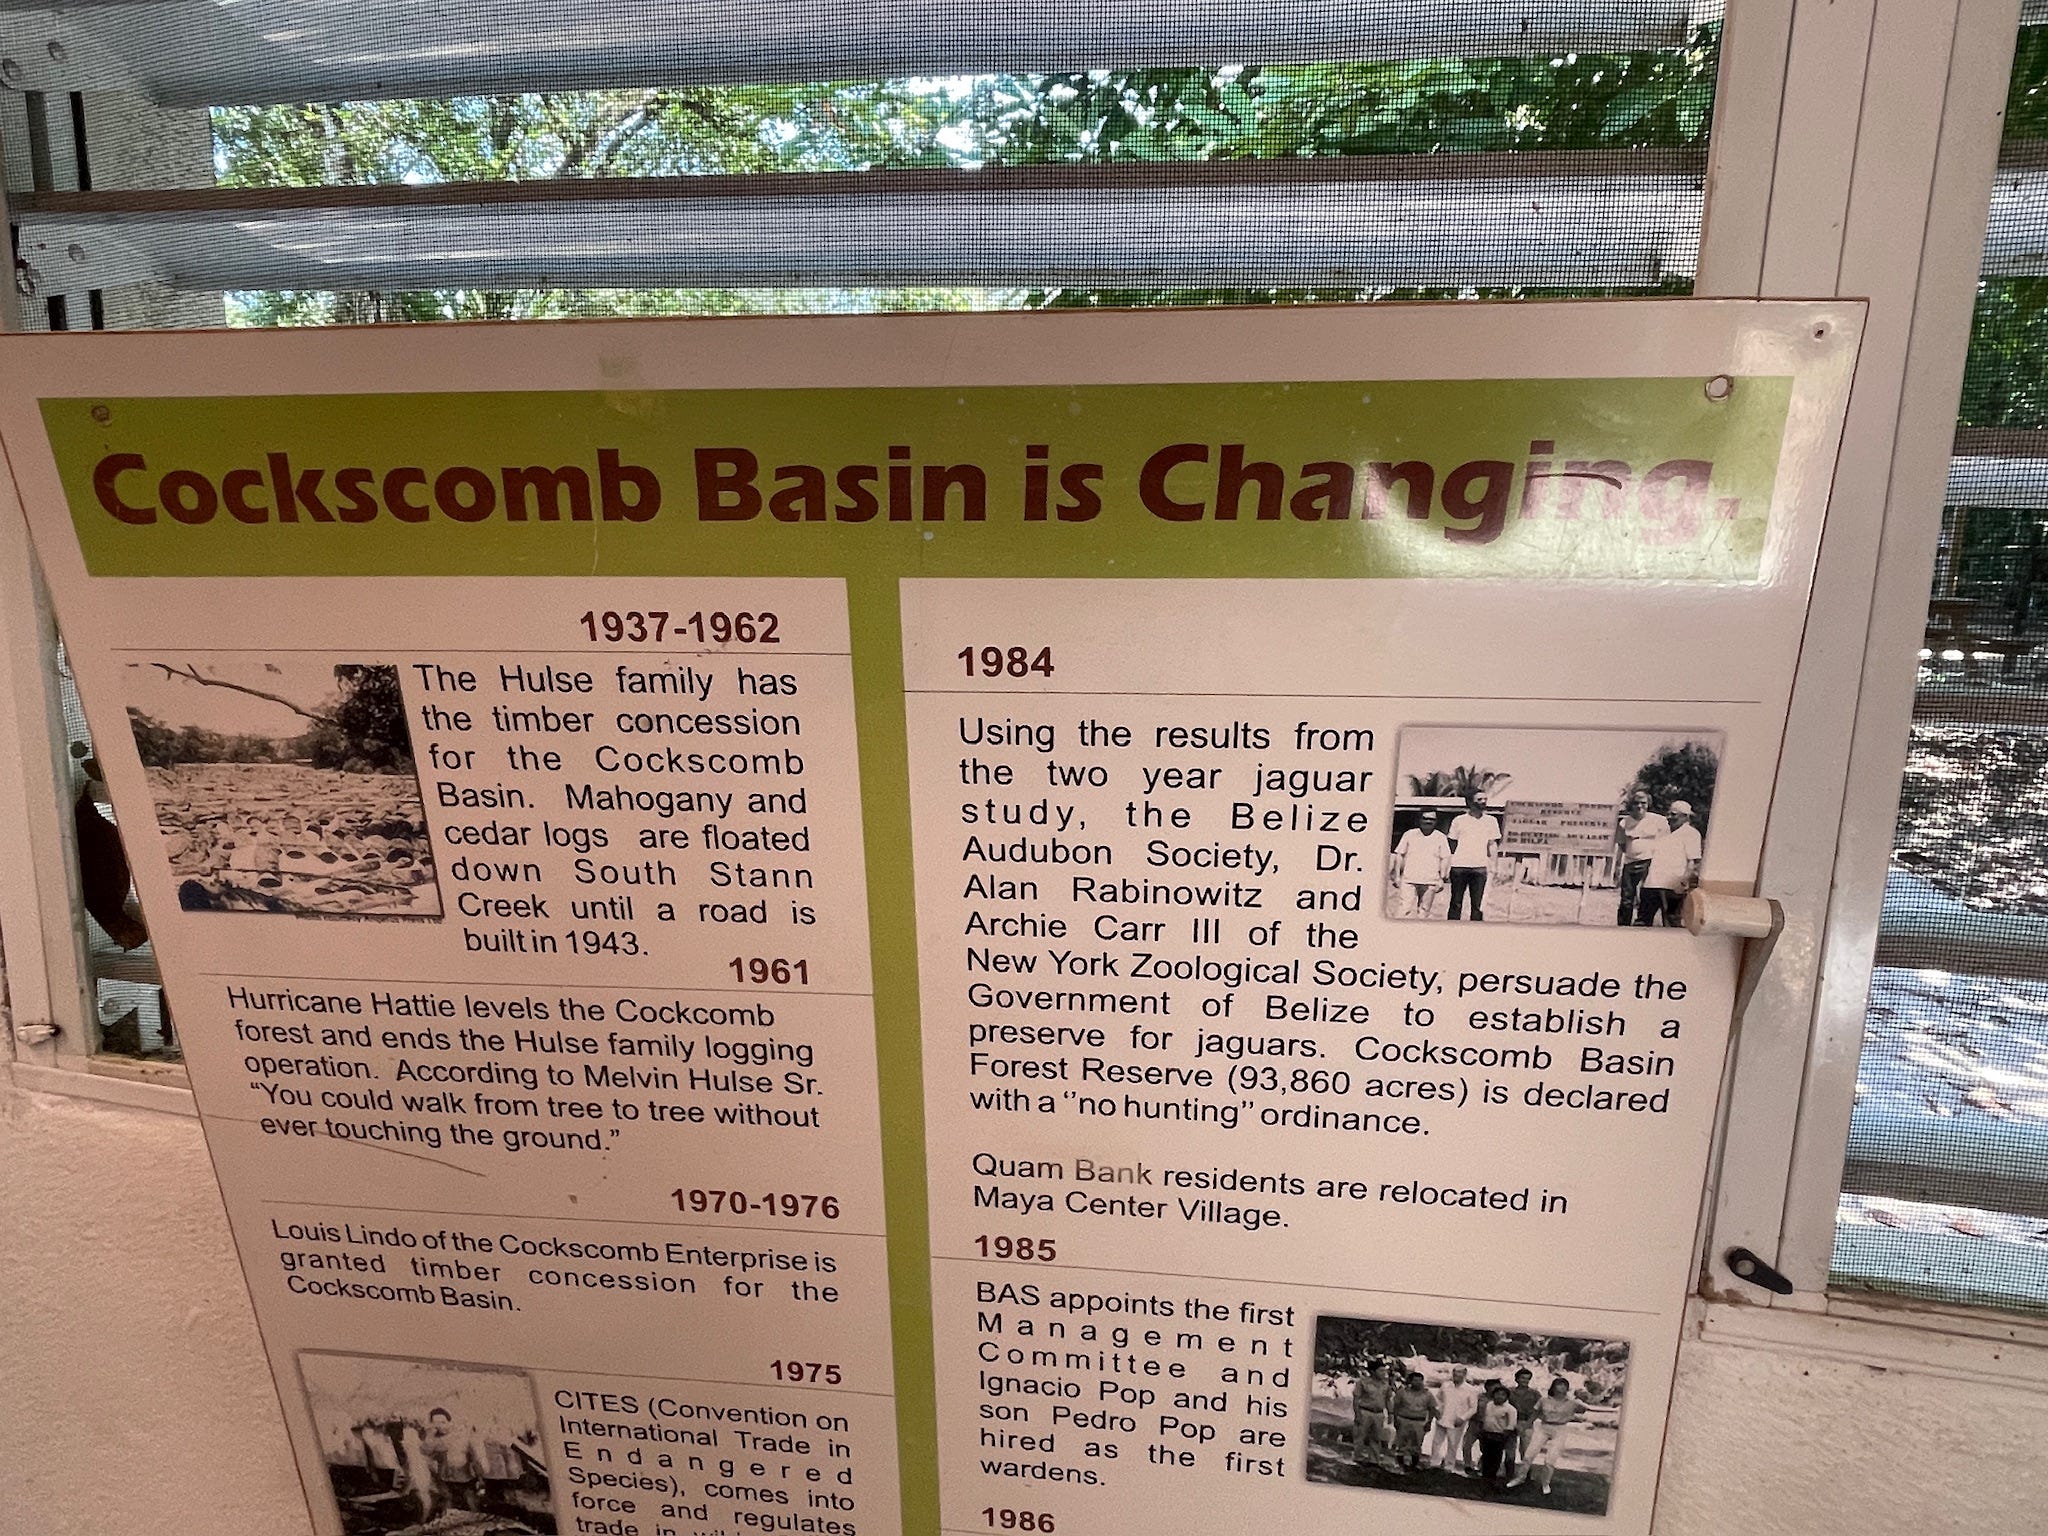 Cockscomb Basin is Changing.
1937-1962
The Hulse family has
the timber concession
for the Cockscomb
Basin. Mahogany and
cedar logs are floated
down South Stann
Creek until a road is
built in 1943.
1961
Hurricane Hattie levels the Cockcomb
forest and ends the Hulse family logging
operation. According to Melvin Hulse Sr.
“You could walk from tree to tree without
ever touching the ground.”
1970-1976
Louis Lindo of the Cockscomb Enterprise is
granted timber concession for the
Cockscomb Basin.
1975
CITES (Convention on
International Trade in
Endangered
Species), comes into
force and regulates
trade in
1984
Using the results from
the two year jaguar
study, the Belize
Audubon Society, Dr.
Alan Rabinowitz and
Archie Carr III of the
New York Zoological Society, persuade the
Government of Belize to establish a
preserve for jaguars. Cockscomb Basin
Forest Reserve (93,860 acres) is declared
with a ''no hunting'' ordinance.
Quam Bank residents are relocated in
Maya Center Village.
1985
BAS appoints the first
Management
Committee and
Ignacio Pop and his
son Pedro Pop are
hired as the first
wardens.
1986
COCKSCOMB FOREST
RESERVE
JAGUAR PRESERVE